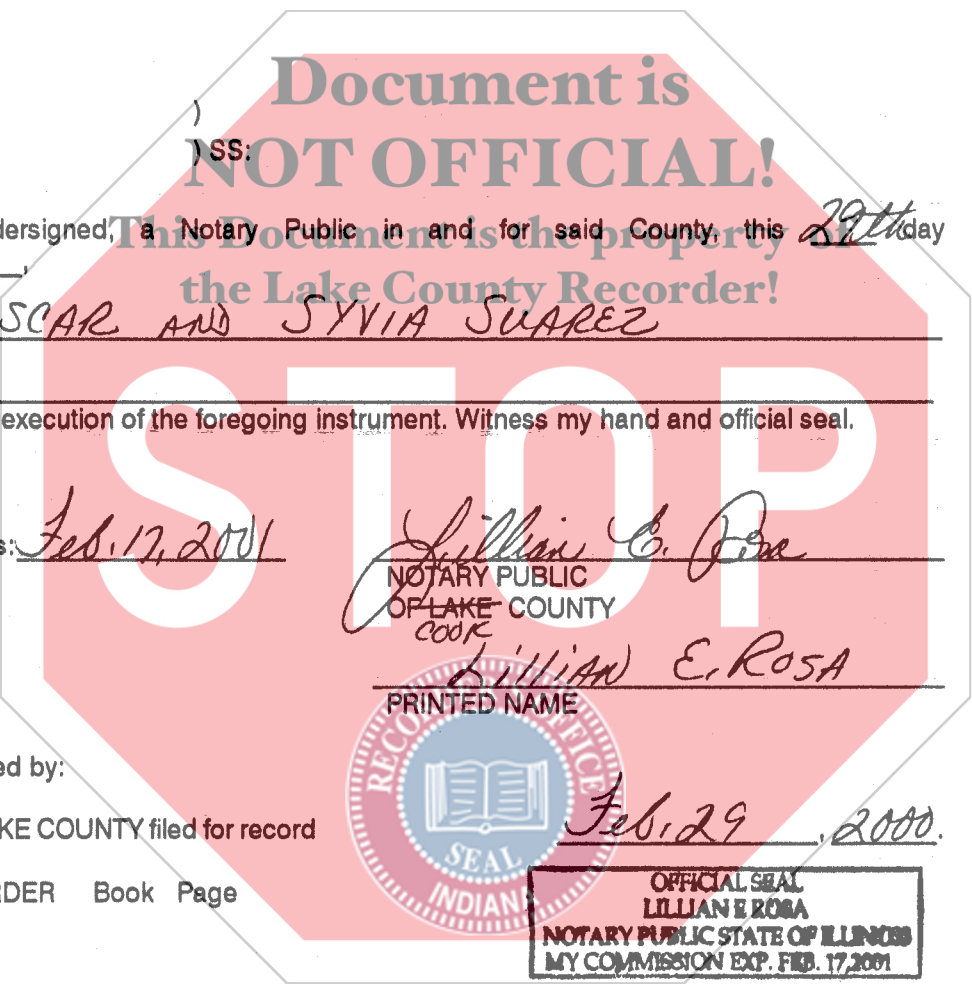 Document is
NOT OFFICIAL!
This Document is the property of
the Lake County Recorder!
STOP
)
) SS:
dersigned, a Notary Public in and for said County, this 29th day
SCAR AND SYVIA SUAREZ
execution of the foregoing instrument. Witness my hand and official seal.
s: Feb. 17, 2001 Lillian E. Rosa
NOTARY PUBLIC
OF LAKE COUNTY
COOK
Lillian E. Rosa
PRINTED NAME
RECORDER OFFICE
SEAL
INDIANA
ed by:
KE COUNTY filed for record Feb. 29, 2000.
RDER Book Page
OFFICIAL SEAL
LILLIAN E ROSA
NOTARY PUBLIC STATE OF ILLINOIS
MY COMMISSION EXP. FEB. 17,2001